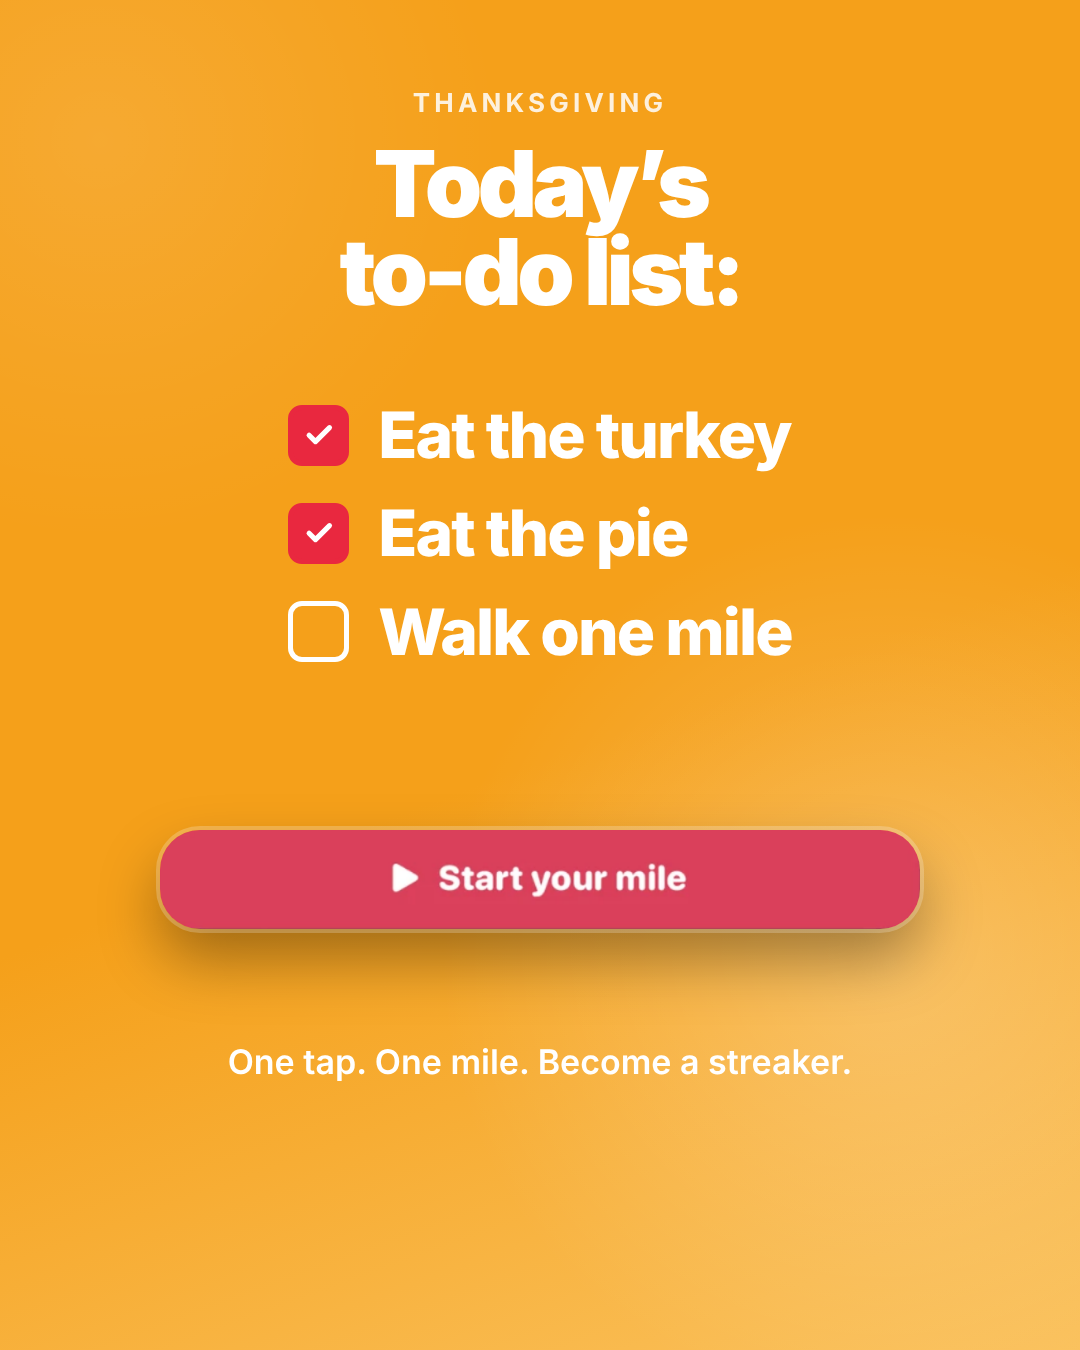 THANKSGIVING
Today’s
to-do list:
Eat the turkey
Eat the pie
Walk one mile
Start your mile
One tap. One mile. Become a streaker.